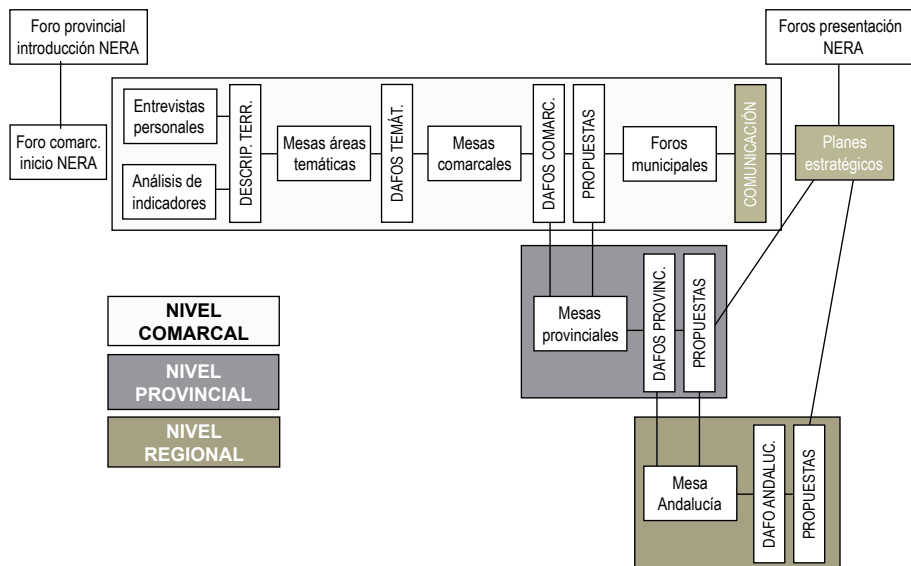 Foro provincial
introducción NERA
Foros presentación
NERA
Foro comarc.
inicio NERA
Entrevistas
personales
Análisis de
indicadores
DESCRIP. TERR.
Mesas áreas
temáticas
DAFOS TEMÁT.
Mesas
comarcales
DAFOS COMARC.
PROPUESTAS
Foros
municipales
COMUNICACIÓN
Planes
estratégicos
Mesas
provinciales
DAFOS PROVINC.
PROPUESTAS
NIVEL
COMARCAL
NIVEL
PROVINCIAL
NIVEL
REGIONAL
Mesa
Andalucía
DAFO ANDALUC.
PROPUESTAS